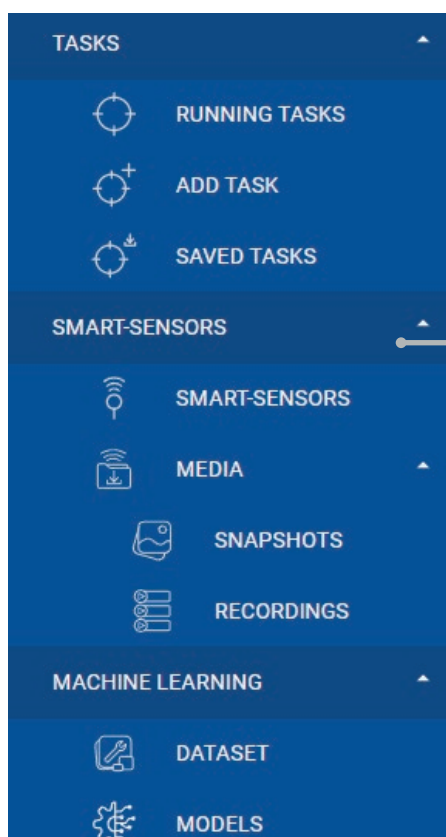 TASKS
RUNNING TASKS
ADD TASK
SAVED TASKS
SMART-SENSORS
SMART-SENSORS
MEDIA
SNAPSHOTS
RECORDINGS
MACHINE LEARNING
DATASET
MODELS